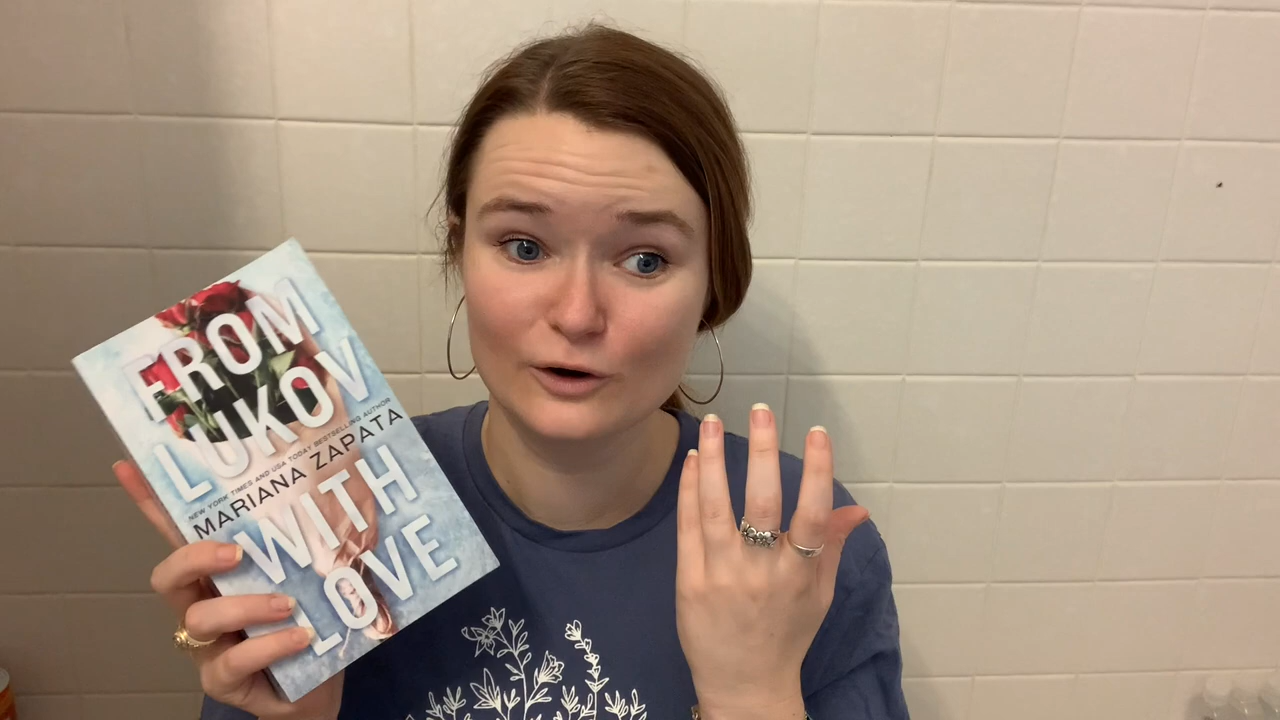 FROM
LUKOV
NEW YORK TIMES AND USA TODAY BESTSELLING AUTHOR
MARIANA ZAPATA
WITH
LOVE